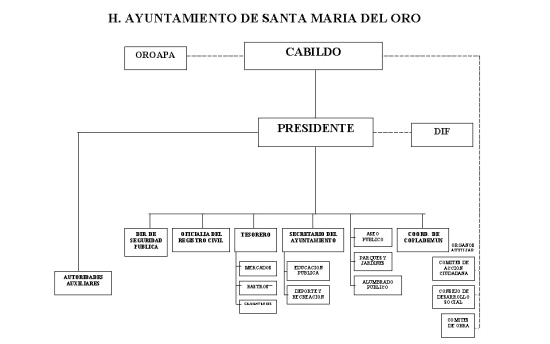 H. AYUNTAMIENTO DE SANTA MARIA DEL ORO
OROAPA
CABILDO
PRESIDENTE
DIF
DIR. DE
SEGURIDAD
PUBLICA
OFICIALIA DEL
REGISTRO CIVIL
TESORERO
SECRETARIO DEL
AYUNTAMIENTO
ASEO
PUBLICO
COORD. DE
COPLADEMUN
ORGANOS
MERCADOS
EDUCACION
PUBLICA
PARQUES Y
JARDINES
COMITES DE
ACCION
CIUDADANA
AUTORIDADES
AUXILIARES
RASTROS
DEPORTE Y
RECREACION
ALUMBRADO
PUBLICO
CONSEJO DE
DESARROLLO
SOCIAL
COMITES
DE OBRA